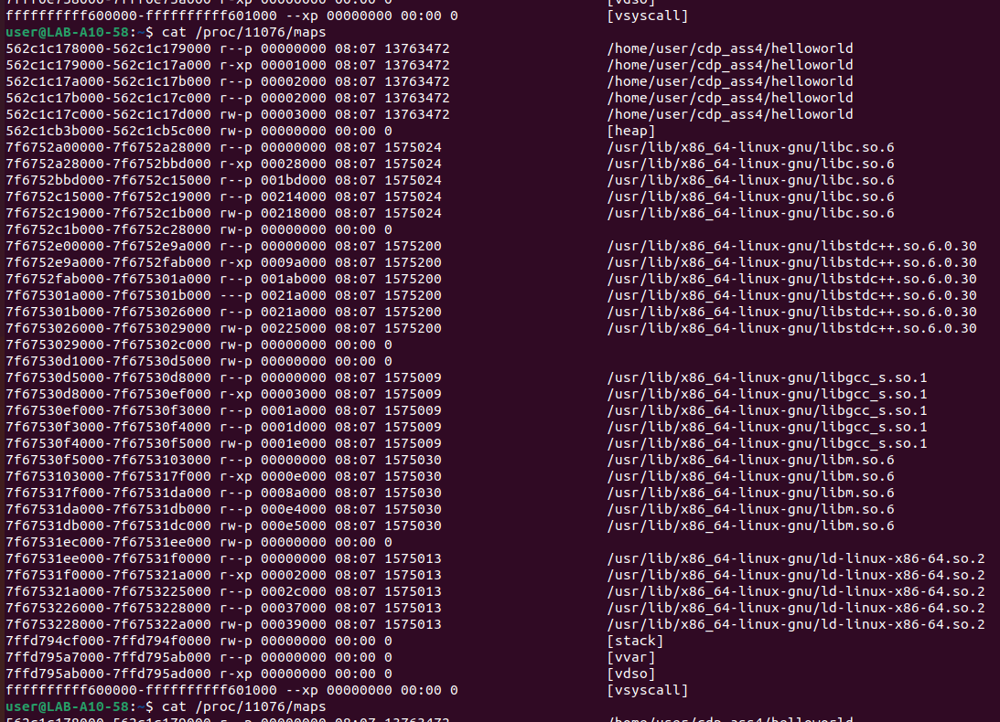 [vdso]
ffffffffff600000-ffffffffff601000 --xp 00000000 00:00 0 [vsyscall]
user@LAB-A10-58:~$ cat /proc/11076/maps
562c1c178000-562c1c179000 r--p 00000000 08:07 13763472 /home/user/cdp_ass4/helloworld
562c1c179000-562c1c17a000 r-xp 00001000 08:07 13763472 /home/user/cdp_ass4/helloworld
562c1c17a000-562c1c17b000 r--p 00002000 08:07 13763472 /home/user/cdp_ass4/helloworld
562c1c17b000-562c1c17c000 r--p 00002000 08:07 13763472 /home/user/cdp_ass4/helloworld
562c1c17c000-562c1c17d000 rw-p 00003000 08:07 13763472 /home/user/cdp_ass4/helloworld
562c1cb3b000-562c1cb5c000 rw-p 00000000 00:00 0 [heap]
7f6752a00000-7f6752a28000 r--p 00000000 08:07 1575024 /usr/lib/x86_64-linux-gnu/libc.so.6
7f6752a28000-7f6752bbd000 r-xp 00028000 08:07 1575024 /usr/lib/x86_64-linux-gnu/libc.so.6
7f6752bbd000-7f6752c15000 r--p 001bd000 08:07 1575024 /usr/lib/x86_64-linux-gnu/libc.so.6
7f6752c15000-7f6752c19000 r--p 00214000 08:07 1575024 /usr/lib/x86_64-linux-gnu/libc.so.6
7f6752c19000-7f6752c1b000 rw-p 00218000 08:07 1575024 /usr/lib/x86_64-linux-gnu/libc.so.6
7f6752c1b000-7f6752c28000 rw-p 00000000 00:00 0
7f6752e00000-7f6752e9a000 r--p 00000000 08:07 1575200 /usr/lib/x86_64-linux-gnu/libstdc++.so.6.0.30
7f6752e9a000-7f6752fab000 r-xp 0009a000 08:07 1575200 /usr/lib/x86_64-linux-gnu/libstdc++.so.6.0.30
7f6752fab000-7f675301a000 r--p 001ab000 08:07 1575200 /usr/lib/x86_64-linux-gnu/libstdc++.so.6.0.30
7f675301a000-7f675301b000 ---p 0021a000 08:07 1575200 /usr/lib/x86_64-linux-gnu/libstdc++.so.6.0.30
7f675301b000-7f6753026000 r--p 0021a000 08:07 1575200 /usr/lib/x86_64-linux-gnu/libstdc++.so.6.0.30
7f6753026000-7f6753029000 rw-p 00225000 08:07 1575200 /usr/lib/x86_64-linux-gnu/libstdc++.so.6.0.30
7f6753029000-7f675302c000 rw-p 00000000 00:00 0
7f67530d1000-7f67530d5000 rw-p 00000000 00:00 0
7f67530d5000-7f67530d8000 r--p 00000000 08:07 1575009 /usr/lib/x86_64-linux-gnu/libgcc_s.so.1
7f67530d8000-7f67530ef000 r-xp 00003000 08:07 1575009 /usr/lib/x86_64-linux-gnu/libgcc_s.so.1
7f67530ef000-7f67530f3000 r--p 0001a000 08:07 1575009 /usr/lib/x86_64-linux-gnu/libgcc_s.so.1
7f67530f3000-7f67530f4000 r--p 0001d000 08:07 1575009 /usr/lib/x86_64-linux-gnu/libgcc_s.so.1
7f67530f4000-7f67530f5000 rw-p 0001e000 08:07 1575009 /usr/lib/x86_64-linux-gnu/libgcc_s.so.1
7f67530f5000-7f6753103000 r--p 00000000 08:07 1575030 /usr/lib/x86_64-linux-gnu/libm.so.6
7f6753103000-7f675317f000 r-xp 0000e000 08:07 1575030 /usr/lib/x86_64-linux-gnu/libm.so.6
7f675317f000-7f67531da000 r--p 0008a000 08:07 1575030 /usr/lib/x86_64-linux-gnu/libm.so.6
7f67531da000-7f67531db000 r--p 000e4000 08:07 1575030 /usr/lib/x86_64-linux-gnu/libm.so.6
7f67531db000-7f67531dc000 rw-p 000e5000 08:07 1575030 /usr/lib/x86_64-linux-gnu/libm.so.6
7f67531ec000-7f67531ee000 rw-p 00000000 00:00 0
7f67531ee000-7f67531f0000 r--p 00000000 08:07 1575013 /usr/lib/x86_64-linux-gnu/ld-linux-x86-64.so.2
7f67531f0000-7f675321a000 r-xp 00002000 08:07 1575013 /usr/lib/x86_64-linux-gnu/ld-linux-x86-64.so.2
7f675321a000-7f6753225000 r--p 0002c000 08:07 1575013 /usr/lib/x86_64-linux-gnu/ld-linux-x86-64.so.2
7f6753226000-7f6753228000 r--p 00037000 08:07 1575013 /usr/lib/x86_64-linux-gnu/ld-linux-x86-64.so.2
7f6753228000-7f675322a000 rw-p 00039000 08:07 1575013 /usr/lib/x86_64-linux-gnu/ld-linux-x86-64.so.2
7ffd794cf000-7ffd794f0000 rw-p 00000000 00:00 0 [stack]
7ffd795a7000-7ffd795ab000 r--p 00000000 00:00 0 [vvar]
7ffd795ab000-7ffd795ad000 r-xp 00000000 00:00 0 [vdso]
ffffffffff600000-ffffffffff601000 --xp 00000000 00:00 0 [vsyscall]
user@LAB-A10-58:~$ cat /proc/11076/maps
562c1c178000-562c1c179000 r--p 00000000 08:07 13763472 /home/user/cdp_ass4/helloworld